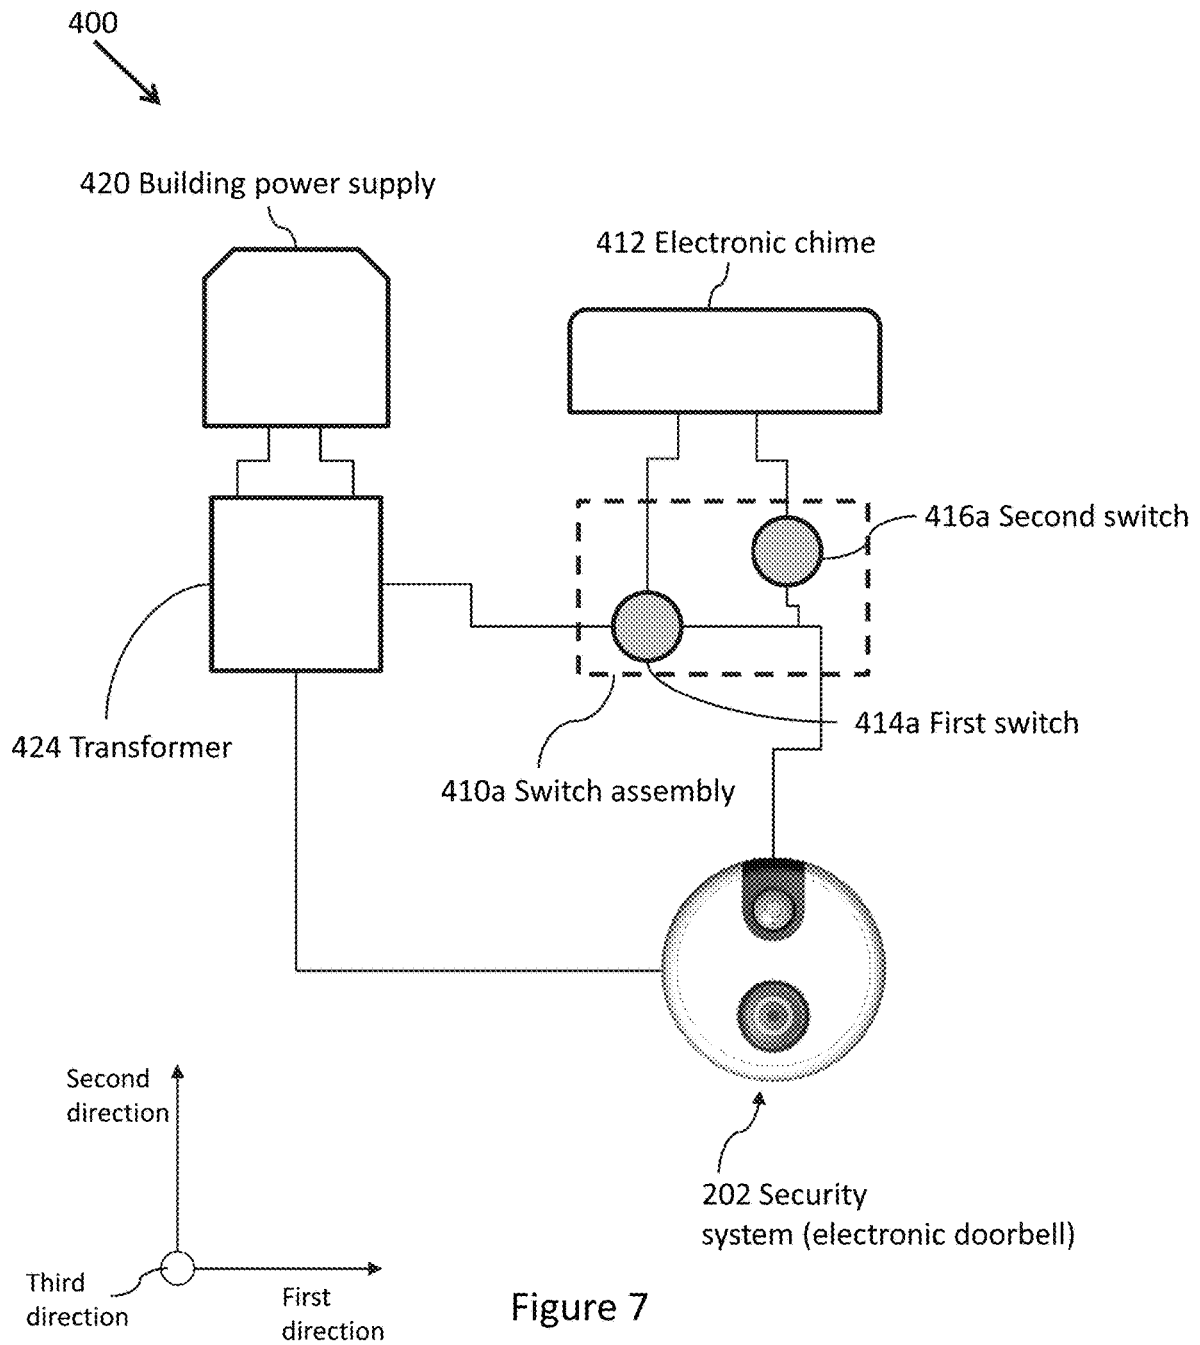 400
420 Building power supply
412 Electronic chime
416a Second switch
414a First switch
424 Transformer
410a Switch assembly
Second
direction
202 Security
system (electronic doorbell)
Third
direction
First
direction
Figure 7